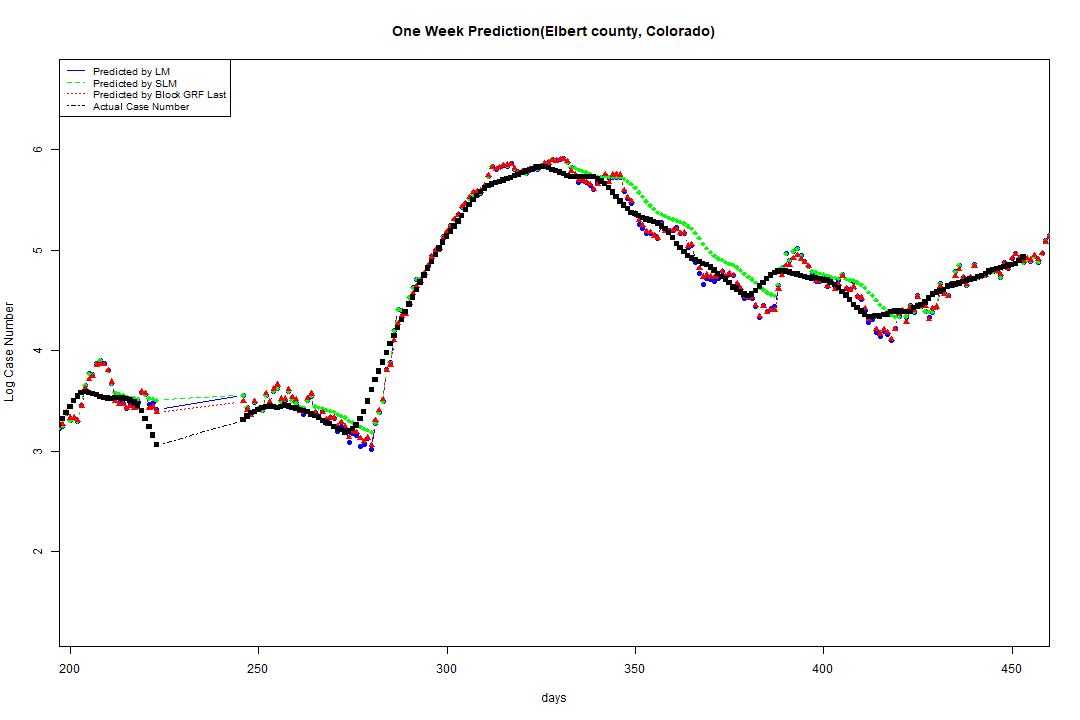 One Week Prediction(Elbert county, Colorado)
Predicted by LM
Predicted by SLM
Predicted by Block GRF Last
Actual Case Number
Log Case Number
6
5
4
3
2
200 250 300 350 400 450
days